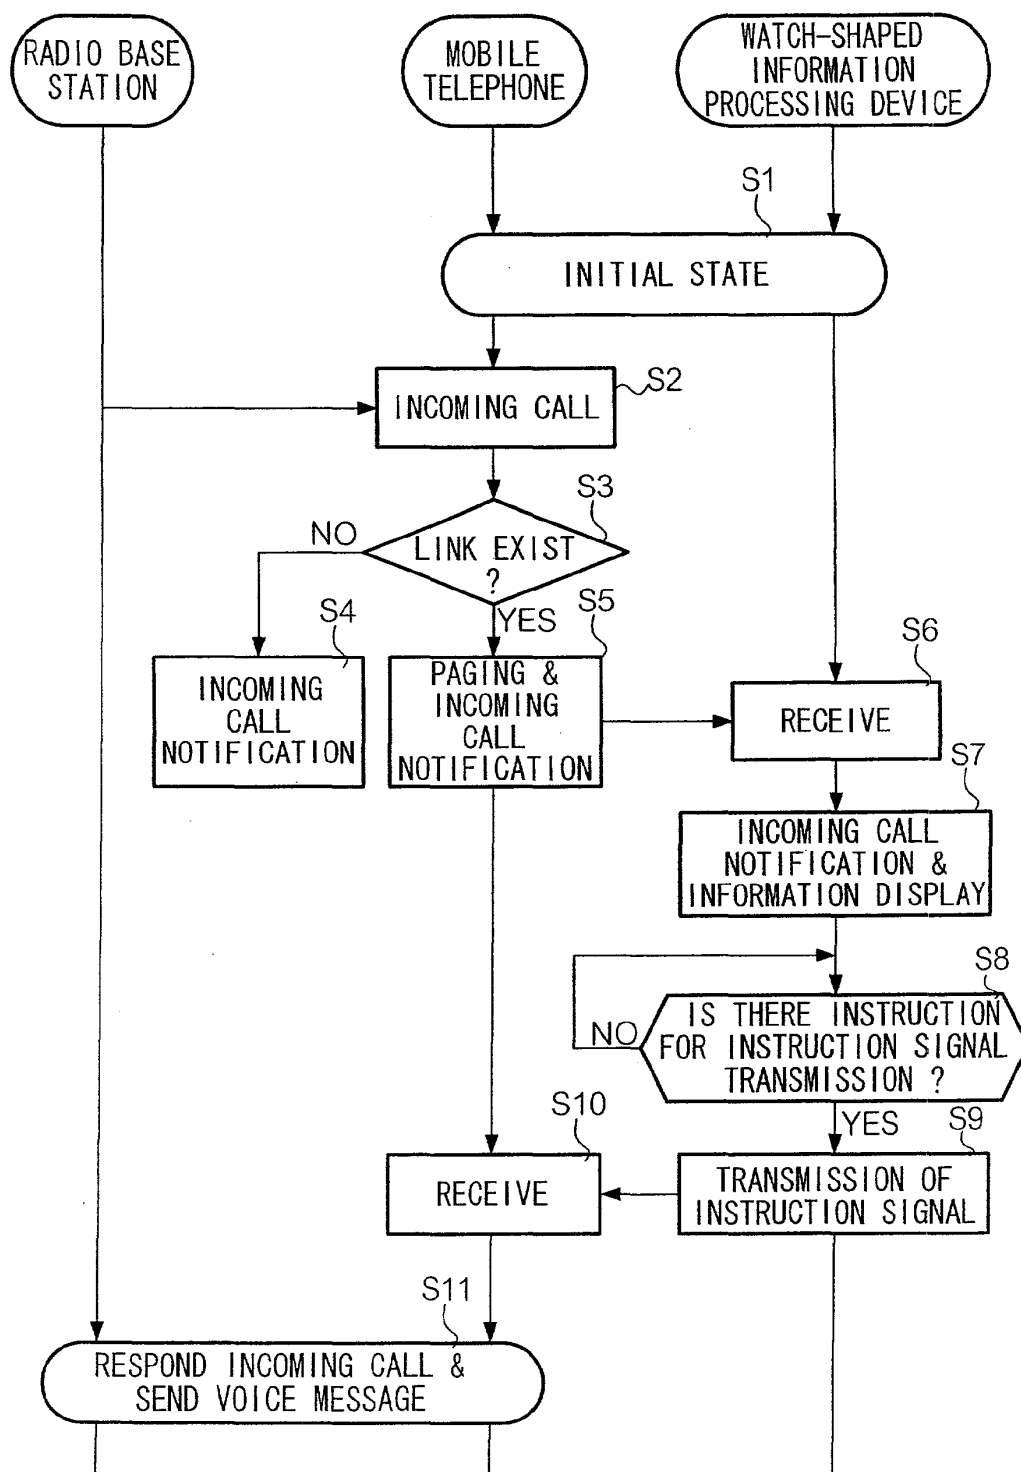 RADIO BASE
STATION
MOBILE
TELEPHONE
WATCH-SHAPED
INFORMATION
PROCESSING DEVICE
S1
INITIAL STATE
S2
INCOMING CALL
S3
NO
LINK EXIST
?
YES
S4
INCOMING
CALL
NOTIFICATION
S5
PAGING &
INCOMING
CALL
NOTIFICATION
S6
RECEIVE
S7
INCOMING CALL
NOTIFICATION &
INFORMATION DISPLAY
S8
NO
IS THERE INSTRUCTION
FOR INSTRUCTION SIGNAL
TRANSMISSION ?
YES
S9
TRANSMISSION OF
INSTRUCTION SIGNAL
S10
RECEIVE
S11
RESPOND INCOMING CALL &
SEND VOICE MESSAGE